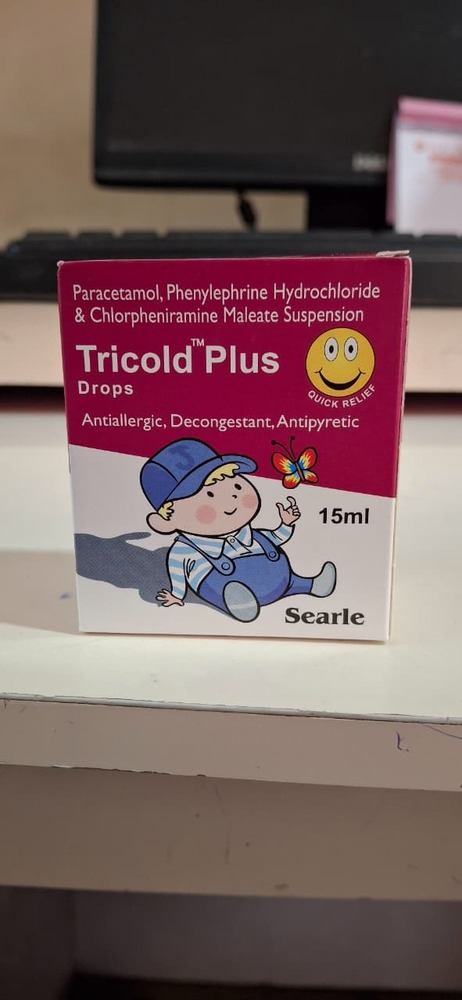 Paracetamol, Phenylephrine Hydrochloride
& Chlorpheniramine Maleate Suspension
Tricold™ Plus
Drops
QUICK RELIEF
Antiallergic, Decongestant, Antipyretic
J
15ml
Searle